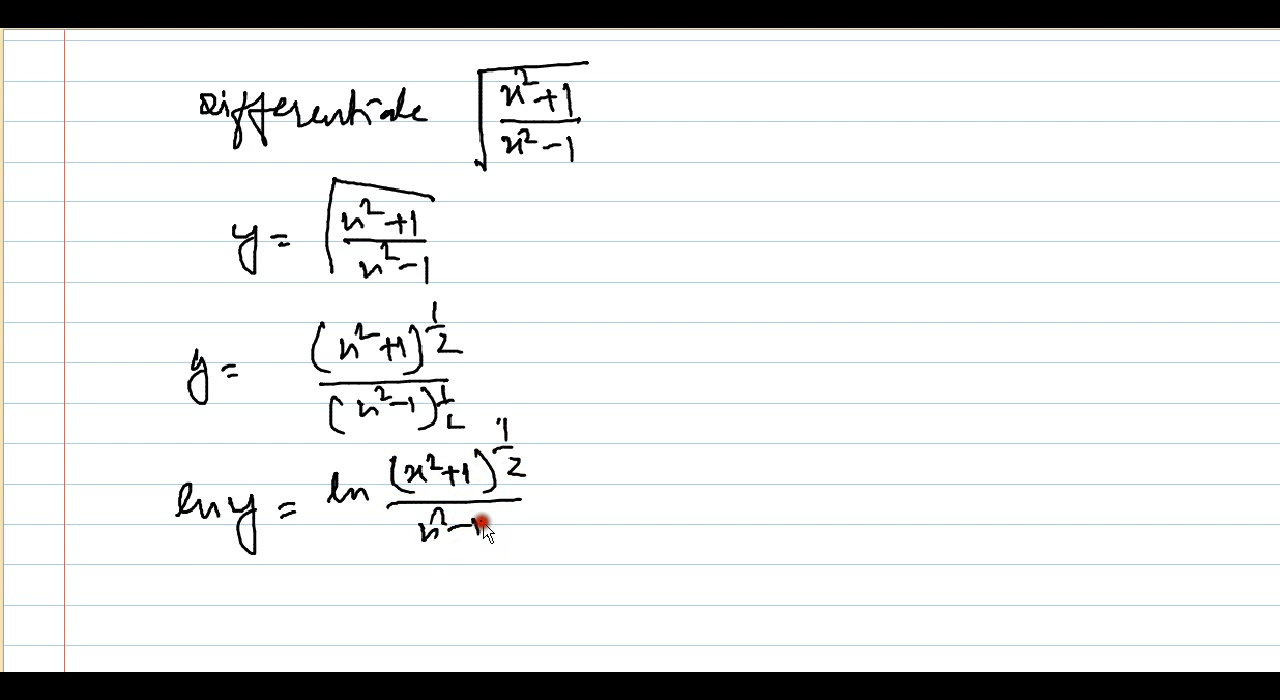 Differentiate √((x²+1)/(x²-1))
y = √((x²+1)/(x²-1))
y = (x²+1)^(1/2)/(x²-1)^(1/2)
ln y = ln (x²+1)^(1/2)/x²-1